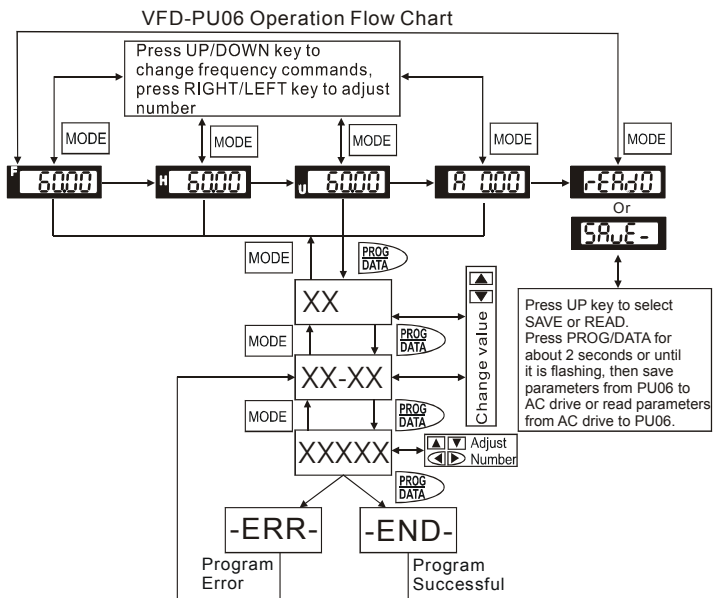 VFD-PU06 Operation Flow Chart
Press UP/DOWN key to
change frequency commands,
press RIGHT/LEFT key to adjust
number
MODE
MODE
MODE
MODE
MODE
F 60.00
H 60.00
U 60.00
A 0.00
rEAd0
Or
SAvE-
MODE
PROG
DATA
XX
Press UP key to select
SAVE or READ.
Press PROG/DATA for
about 2 seconds or until
it is flashing, then save
parameters from PU06 to
AC drive or read parameters
from AC drive to PU06.
Change value
MODE
PROG
DATA
XX-XX
MODE
PROG
DATA
XXXXX
Adjust
Number
PROG
DATA
-ERR-
-END-
Program
Error
Program
Successful